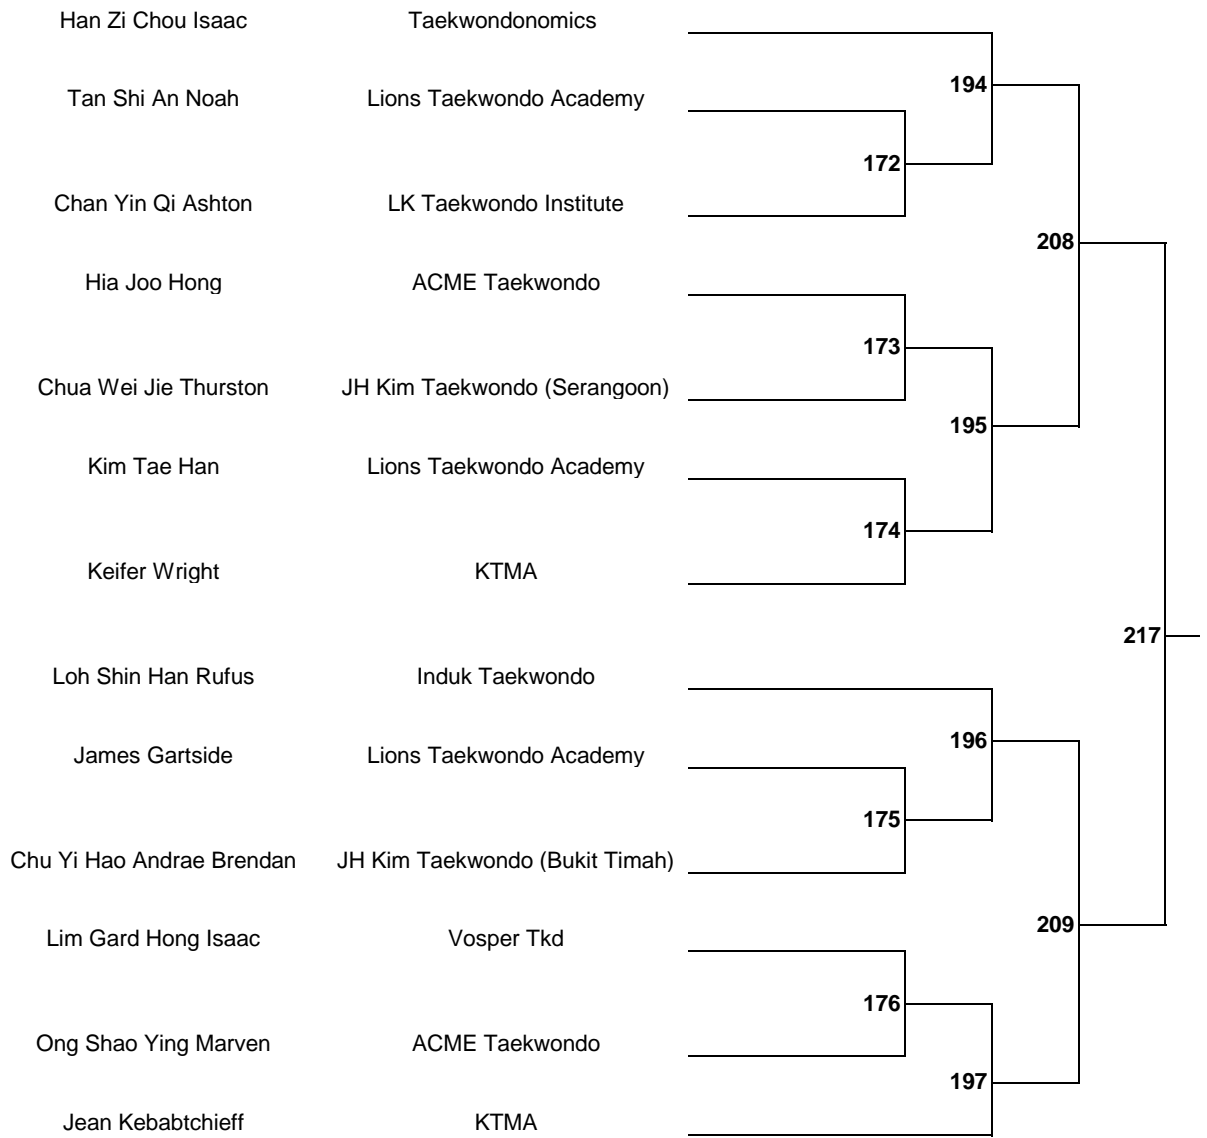 Han Zi Chou Isaac Taekwondonomics
194
Tan Shi An Noah Lions Taekwondo Academy
172
Chan Yin Qi Ashton LK Taekwondo Institute
208
Hia Joo Hong ACME Taekwondo
173
Chua Wei Jie Thurston JH Kim Taekwondo (Serangoon)
195
Kim Tae Han Lions Taekwondo Academy
174
Keifer Wright KTMA
217
Loh Shin Han Rufus Induk Taekwondo
196
James Gartside Lions Taekwondo Academy
175
Chu Yi Hao Andrae Brendan JH Kim Taekwondo (Bukit Timah)
209
Lim Gard Hong Isaac Vosper Tkd
176
Ong Shao Ying Marven ACME Taekwondo
197
Jean Kebabtchieff KTMA